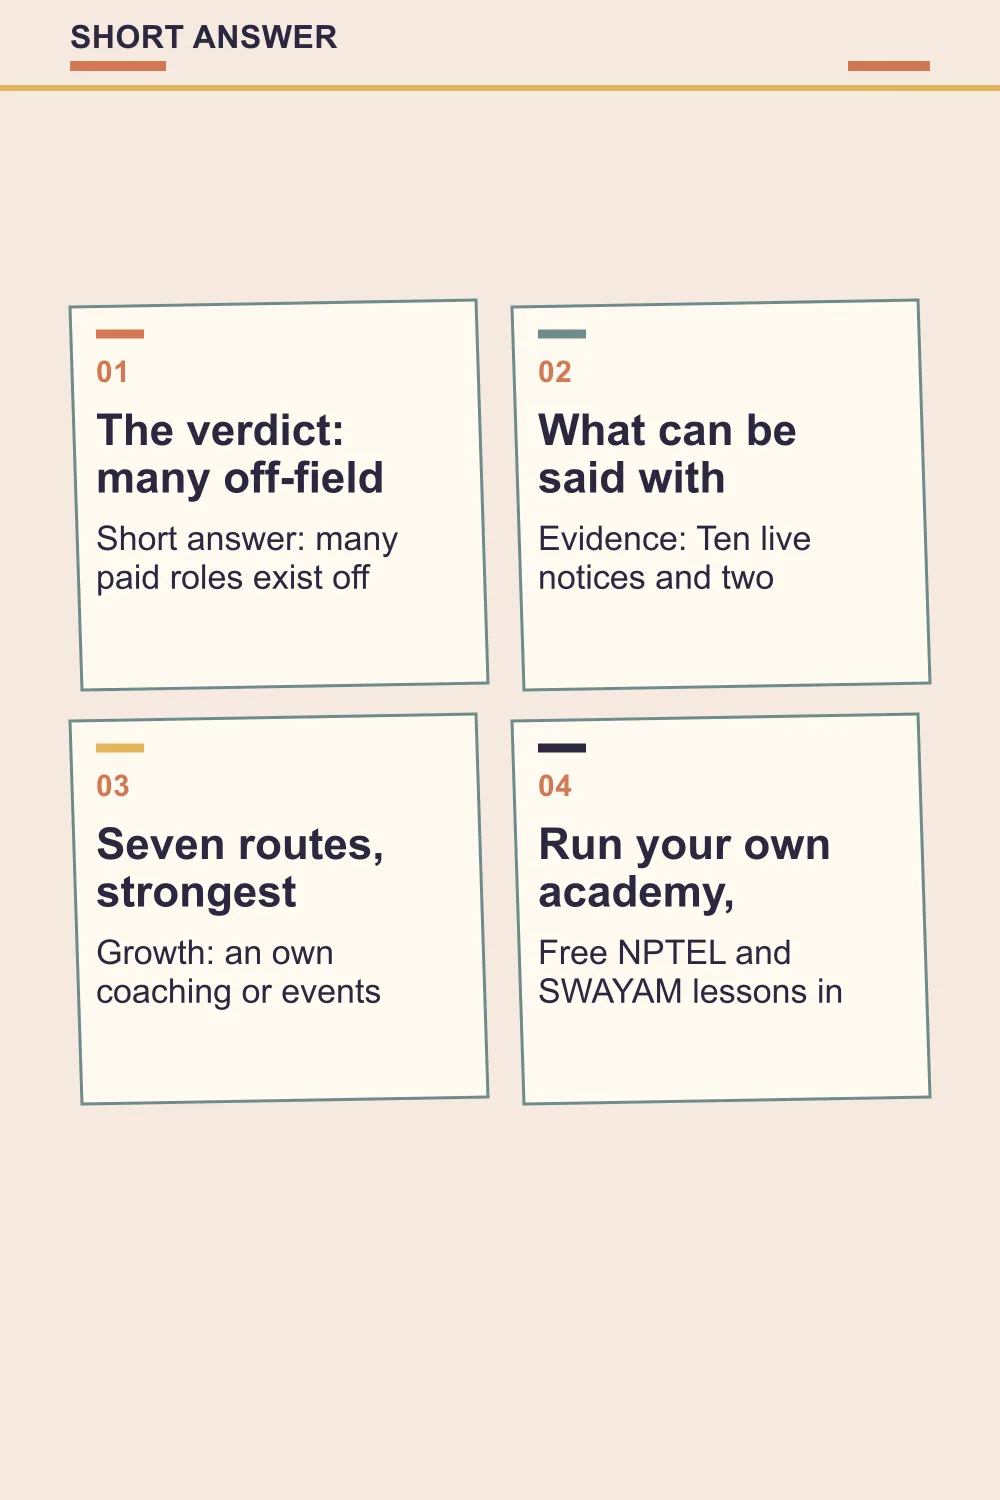 SHORT ANSWER
01
The verdict:
many off-field
Short answer: many
paid roles exist off
02
What can be
said with
Evidence: Ten live
notices and two
03
Seven routes,
strongest
Growth: an own
coaching or events
04
Run your own
academy,
Free NPTEL and
SWAYAM lessons in